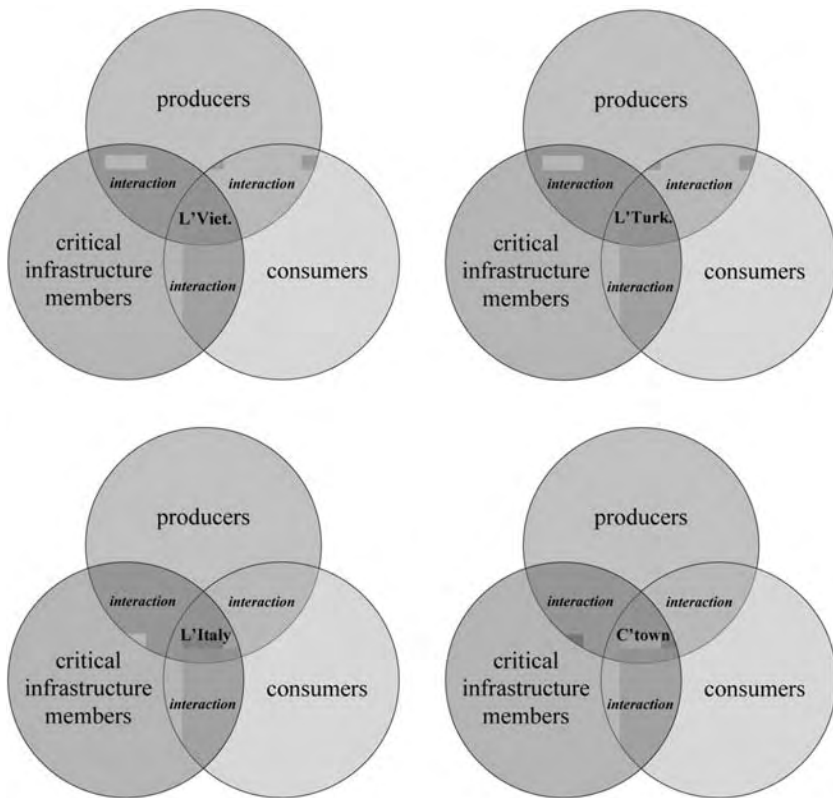 producers
interaction
interaction
L'Viet.
critical
infrastructure
members
interaction
consumers
producers
interaction
interaction
L'Turk.
critical
infrastructure
members
interaction
consumers
producers
interaction
interaction
L'Italy
critical
infrastructure
members
interaction
consumers
producers
interaction
interaction
C'town
critical
infrastructure
members
interaction
consumers